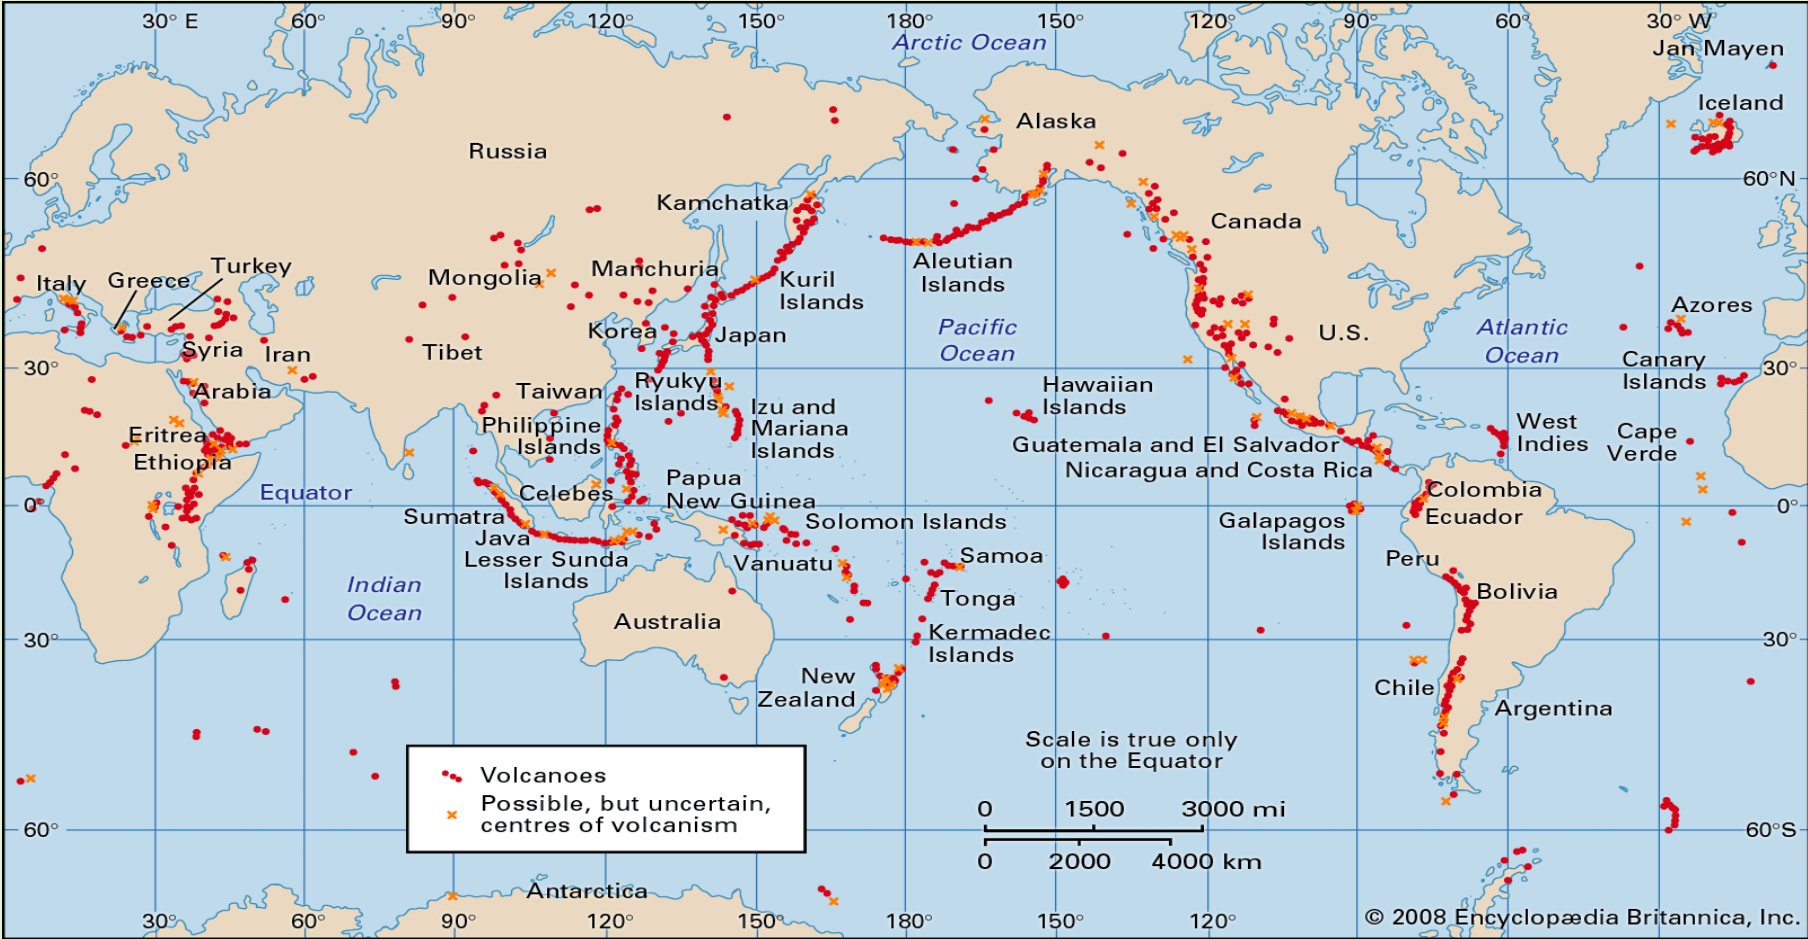 30° E
60°
90°
120°
150°
180°
150°
120°
90°
60°
30° W
Arctic Ocean
Jan Mayen
Iceland
Alaska
Russia
60°
60°N
Kamchatka
Canada
Italy
Greece
Turkey
Mongolia
Manchuria
Kuril
Islands
Aleutian
Islands
Azores
Korea
Japan
Pacific
Ocean
U.S.
Atlantic
Ocean
Syria
Iran
Tibet
Canary
Islands
30°
30°
Arabia
Taiwan
Ryukyu
Islands
Hawaiian
Islands
Izu and
Mariana
Islands
Philippine
Islands
West
Indies
Cape
Verde
Eritrea
Ethiopia
Guatemala and El Salvador
Nicaragua and Costa Rica
Equator
Celebes
Papua
New Guinea
Colombia
Ecuador
0°
0°
Sumatra
Java
Lesser Sunda
Islands
Solomon Islands
Galapagos
Islands
Vanuatu
Samoa
Peru
Indian
Ocean
Tonga
Bolivia
Australia
Kermadec
Islands
30°
30°
New
Zealand
Chile
Argentina
Scale is true only
on the Equator
Volcanoes
Possible, but uncertain,
centres of volcanism
0 1500 3000 mi
0 2000 4000 km
60°
60°S
Antarctica
30°
60°
90°
120°
150°
180°
150°
120°
© 2008 Encyclopædia Britannica, Inc.